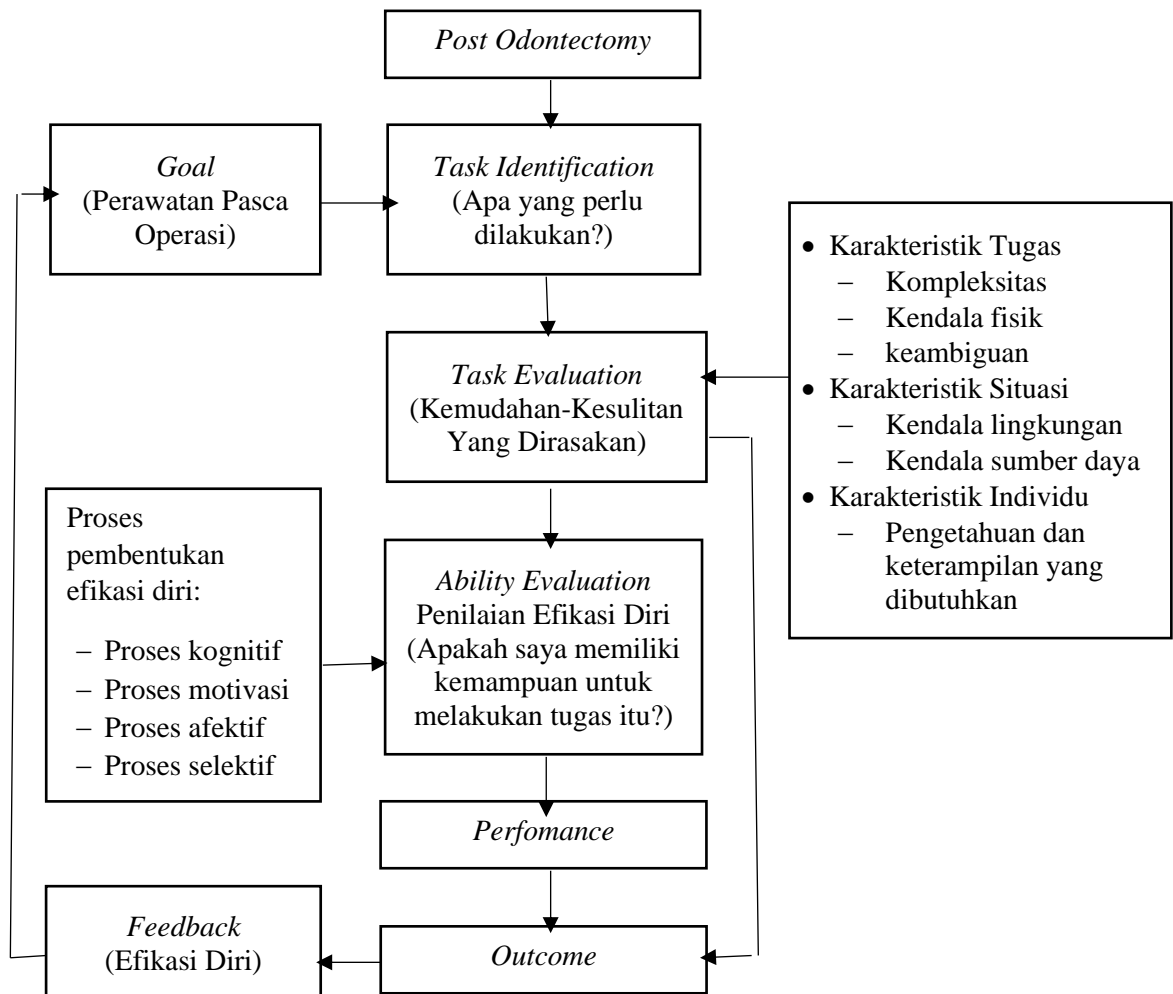 Post Odontectomy
Goal
(Perawatan Pasca
Operasi)
Task Identification
(Apa yang perlu
dilakukan?)
• Karakteristik Tugas
– Kompleksitas
– Kendala fisik
– keambiguan
• Karakteristik Situasi
– Kendala lingkungan
– Kendala sumber daya
• Karakteristik Individu
– Pengetahuan dan
keterampilan yang
dibutuhkan
Task Evaluation
(Kemudahan-Kesulitan
Yang Dirasakan)
Proses
pembentukan
efikasi diri:
– Proses kognitif
– Proses motivasi
– Proses afektif
– Proses selektif
Ability Evaluation
Penilaian Efikasi Diri
(Apakah saya memiliki
kemampuan untuk
melakukan tugas itu?)
Perfomance
Feedback
(Efikasi Diri)
Outcome